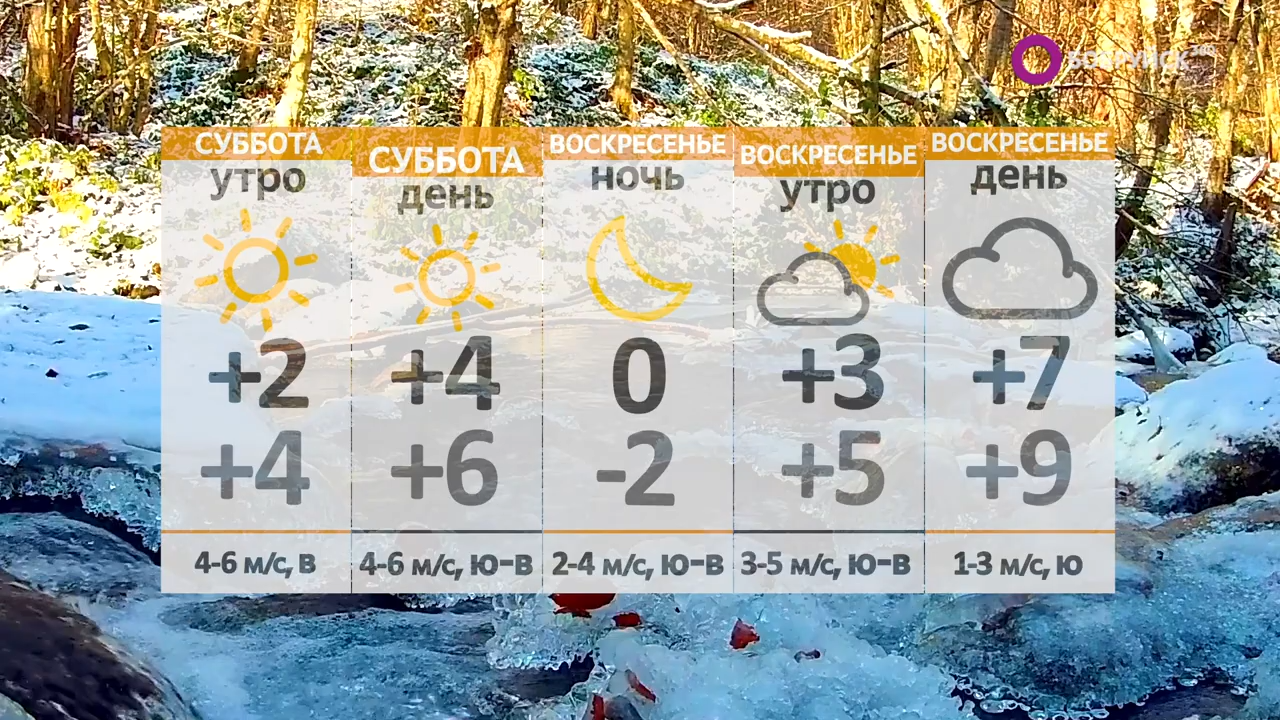 БОБРУЙСК 360
СУББОТА
утро
+2
+4
4-6 м/с, в
СУББОТА
день
+4
+6
4-6 м/с, ю-в
ВОСКРЕСЕНЬЕ
ночь
0
-2
2-4 м/с, ю-в
ВОСКРЕСЕНЬЕ
утро
+3
+5
3-5 м/с, ю-в
ВОСКРЕСЕНЬЕ
день
+7
+9
1-3 м/с, ю